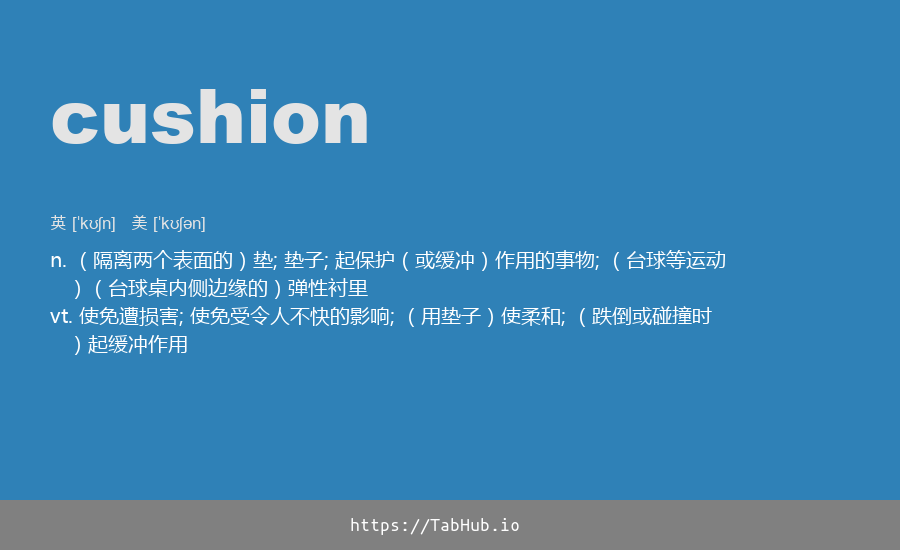 cushion
英 [ˈkʊʃn] 美 [ˈkʊʃən]
n. （隔离两个表面的）垫; 垫子; 起保护（或缓冲）作用的事物; （台球等运动
）（台球桌内侧边缘的）弹性衬里
vt. 使免遭损害; 使免受令人不快的影响; （用垫子）使柔和; （跌倒或碰撞时
）起缓冲作用
https://TabHub.io